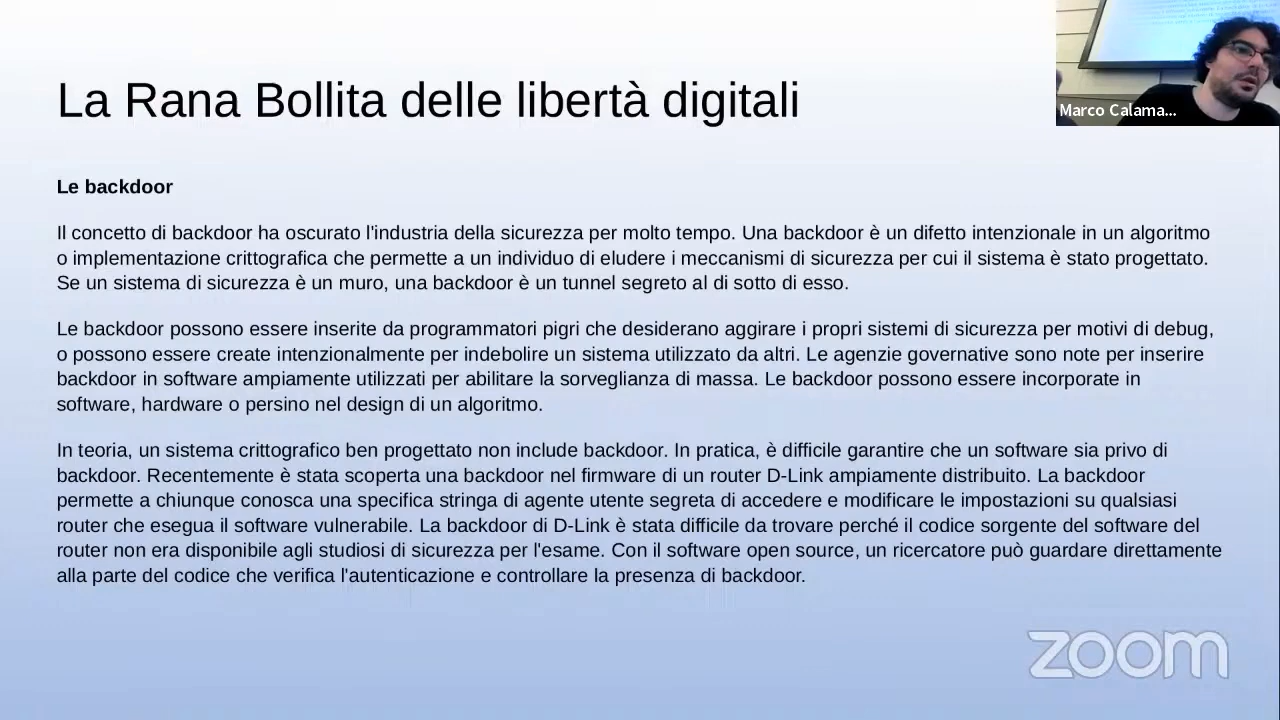 La Rana Bollita delle libertà digitali
Marco Calama...
Le backdoor
Il concetto di backdoor ha oscurato l'industria della sicurezza per molto tempo. Una backdoor è un difetto intenzionale in un algoritmo
o implementazione crittografica che permette a un individuo di eludere i meccanismi di sicurezza per cui il sistema è stato progettato.
Se un sistema di sicurezza è un muro, una backdoor è un tunnel segreto al di sotto di esso.
Le backdoor possono essere inserite da programmatori pigri che desiderano aggirare i propri sistemi di sicurezza per motivi di debug,
o possono essere create intenzionalmente per indebolire un sistema utilizzato da altri. Le agenzie governative sono note per inserire
backdoor in software ampiamente utilizzati per abilitare la sorveglianza di massa. Le backdoor possono essere incorporate in
software, hardware o persino nel design di un algoritmo.
In teoria, un sistema crittografico ben progettato non include backdoor. In pratica, è difficile garantire che un software sia privo di
backdoor. Recentemente è stata scoperta una backdoor nel firmware di un router D-Link ampiamente distribuito. La backdoor
permette a chiunque conosca una specifica stringa di agente utente segreta di accedere e modificare le impostazioni su qualsiasi
router che esegua il software vulnerabile. La backdoor di D-Link è stata difficile da trovare perché il codice sorgente del software del
router non era disponibile agli studiosi di sicurezza per l'esame. Con il software open source, un ricercatore può guardare direttamente
alla parte del codice che verifica l'autenticazione e controllare la presenza di backdoor.
zoom